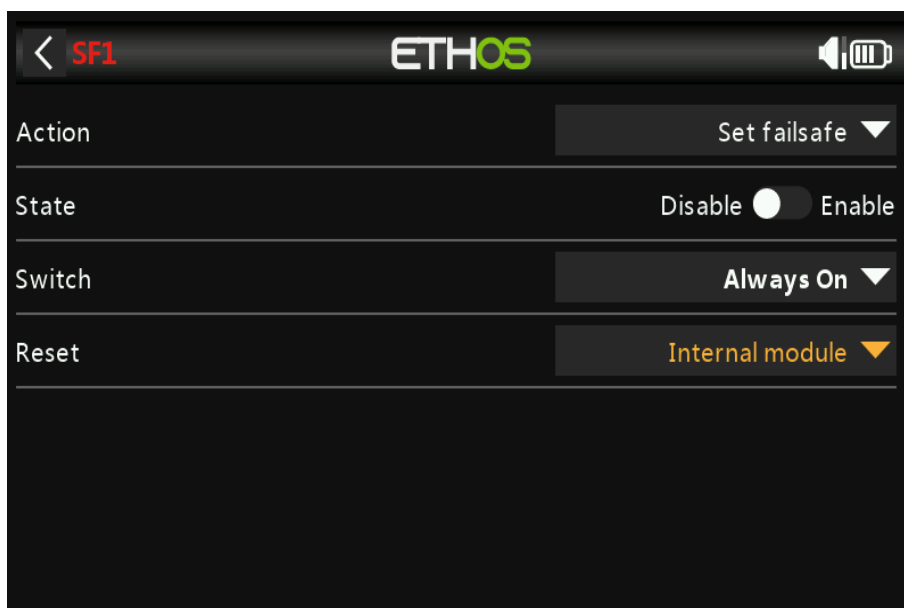 SF1 ETHOS
Action Set failsafe
State Disable Enable
Switch Always On
Reset Internal module